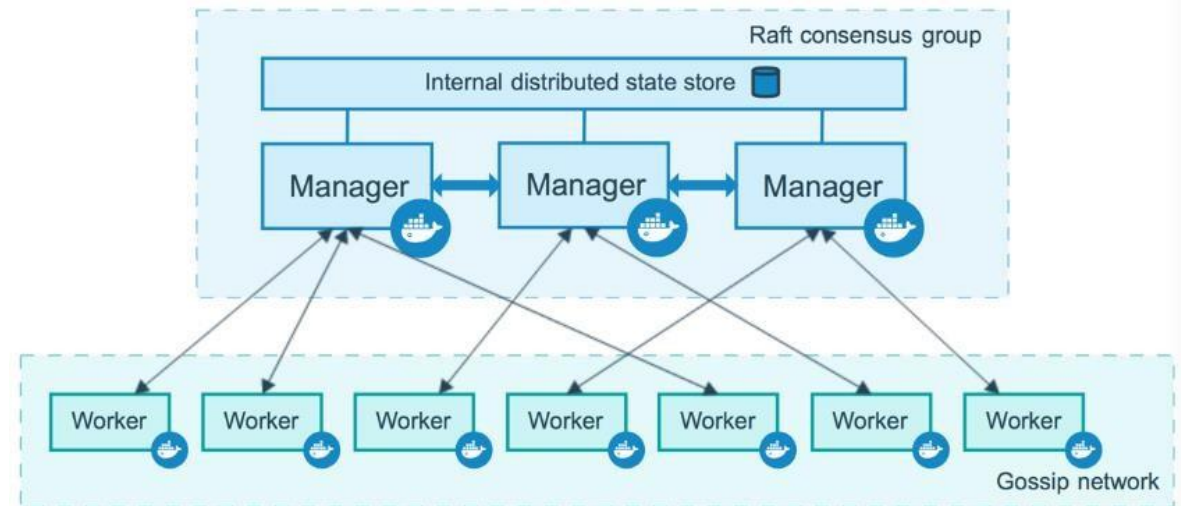 Raft consensus group
Internal distributed state store
Manager
Manager
Manager
Worker
Worker
Worker
Worker
Worker
Worker
Worker
Gossip network